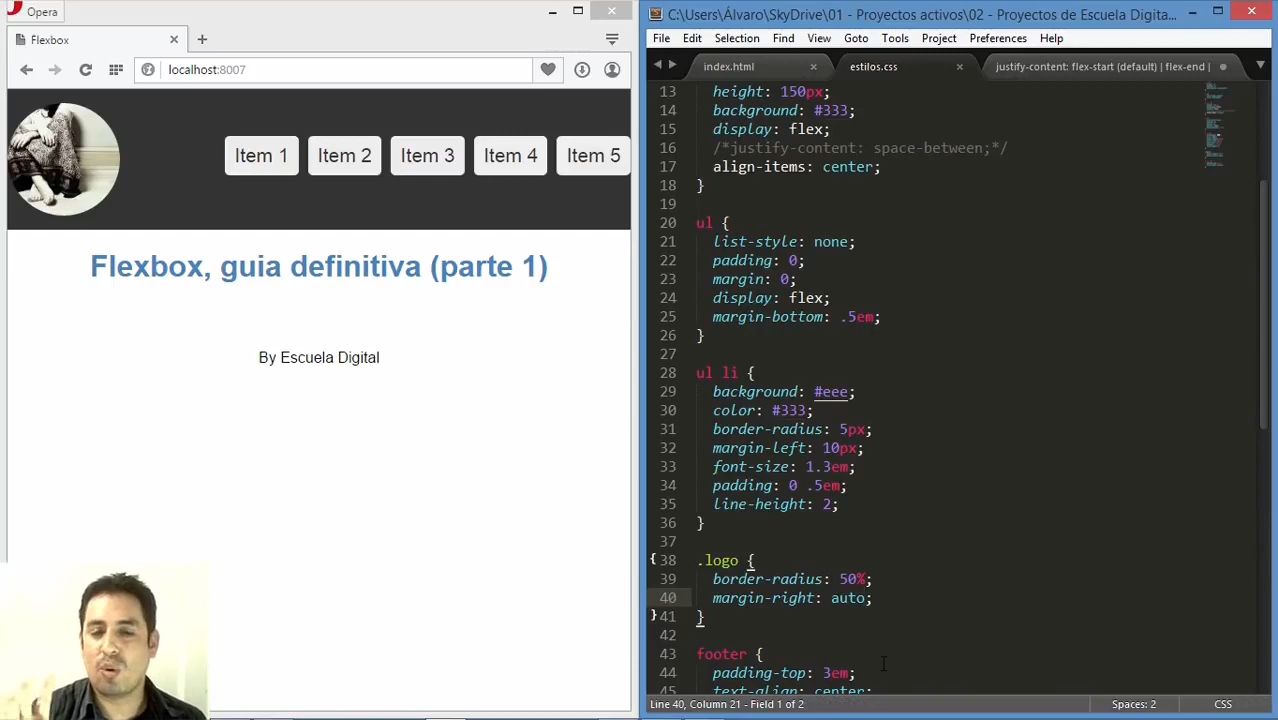 Opera
Flexbox
localhost:8007
Item 1
Item 2
Item 3
Item 4
Item 5
Flexbox, guia definitiva (parte 1)
By Escuela Digital
C:\Users\Álvaro\SkyDrive\01 - Proyectos activos\02 - Proyectos de Escuela Digita...
File Edit Selection Find View Goto Tools Project Preferences Help
index.html
estilos.css
justify-content: flex-start (default) | flex-end |
13 height: 150px;
14 background: #333;
15 display: flex;
16 /*justify-content: space-between;*/
17 align-items: center;
18 }
19
20 ul {
21 list-style: none;
22 padding: 0;
23 margin: 0;
24 display: flex;
25 margin-bottom: .5em;
26 }
27
28 ul li {
29 background: #eee;
30 color: #333;
31 border-radius: 5px;
32 margin-left: 10px;
33 font-size: 1.3em;
34 padding: 0 .5em;
35 line-height: 2;
36 }
37
38 .logo {
39 border-radius: 50%;
40 margin-right: auto;
41 }
42
43 footer {
44 padding-top: 3em;
45 text-align: center;
Line 40, Column 21 - Field 1 of 2
Spaces: 2
CSS